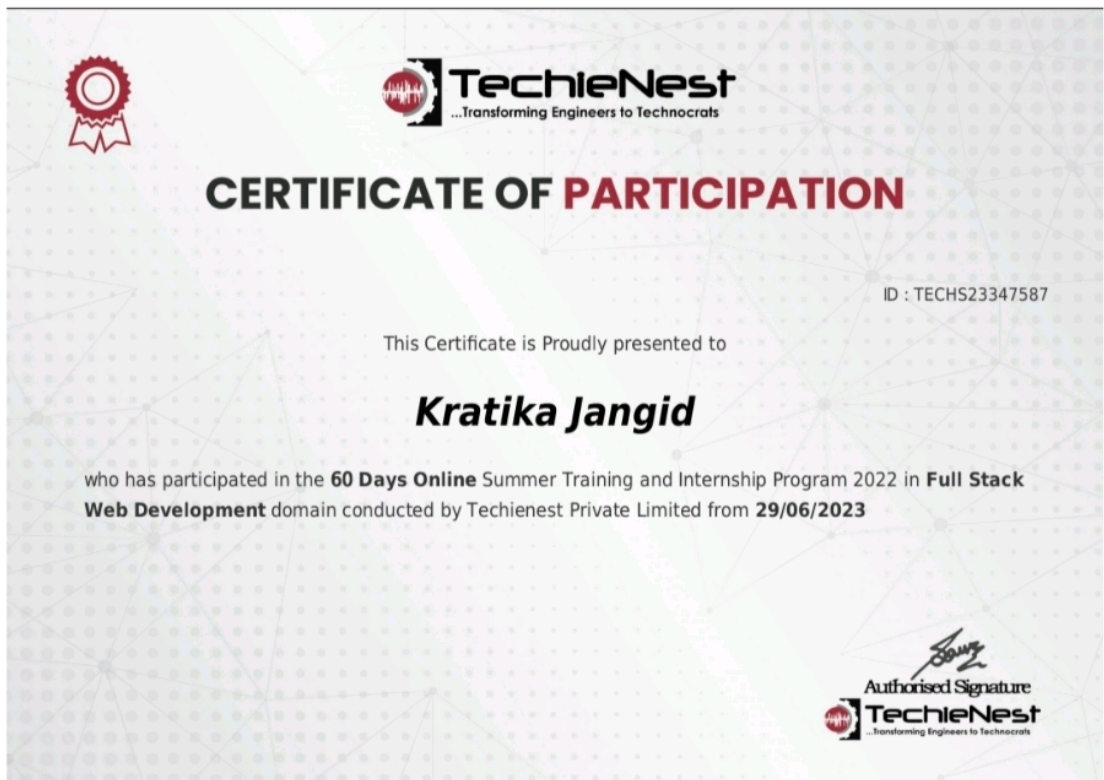 TechieNest
...Transforming Engineers to Technocrats
CERTIFICATE OF PARTICIPATION
ID : TECHS23347587
This Certificate is Proudly presented to
Kratika Jangid
who has participated in the 60 Days Online Summer Training and Internship Program 2022 in Full Stack
Web Development domain conducted by Techienest Private Limited from 29/06/2023
Authorised Signature
TechieNest
...Transforming Engineers to Technocrats